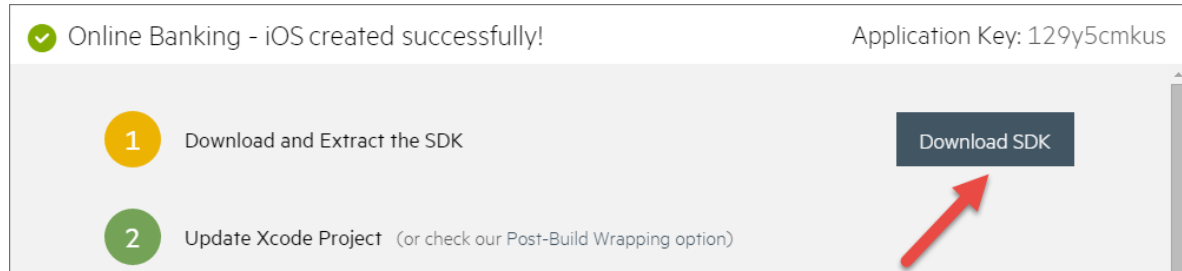 Online Banking - iOS created successfully! Application Key: 129y5cmkus
1 Download and Extract the SDK Download SDK
2 Update Xcode Project (or check our Post-Build Wrapping option)